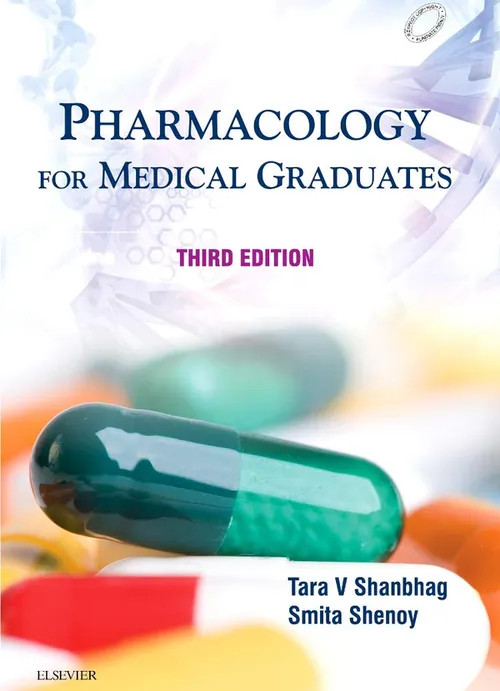 PHARMACOLOGY
FOR MEDICAL GRADUATES
THIRD EDITION
Tara V Shanbhag
Smita Shenoy
ELSEVIER